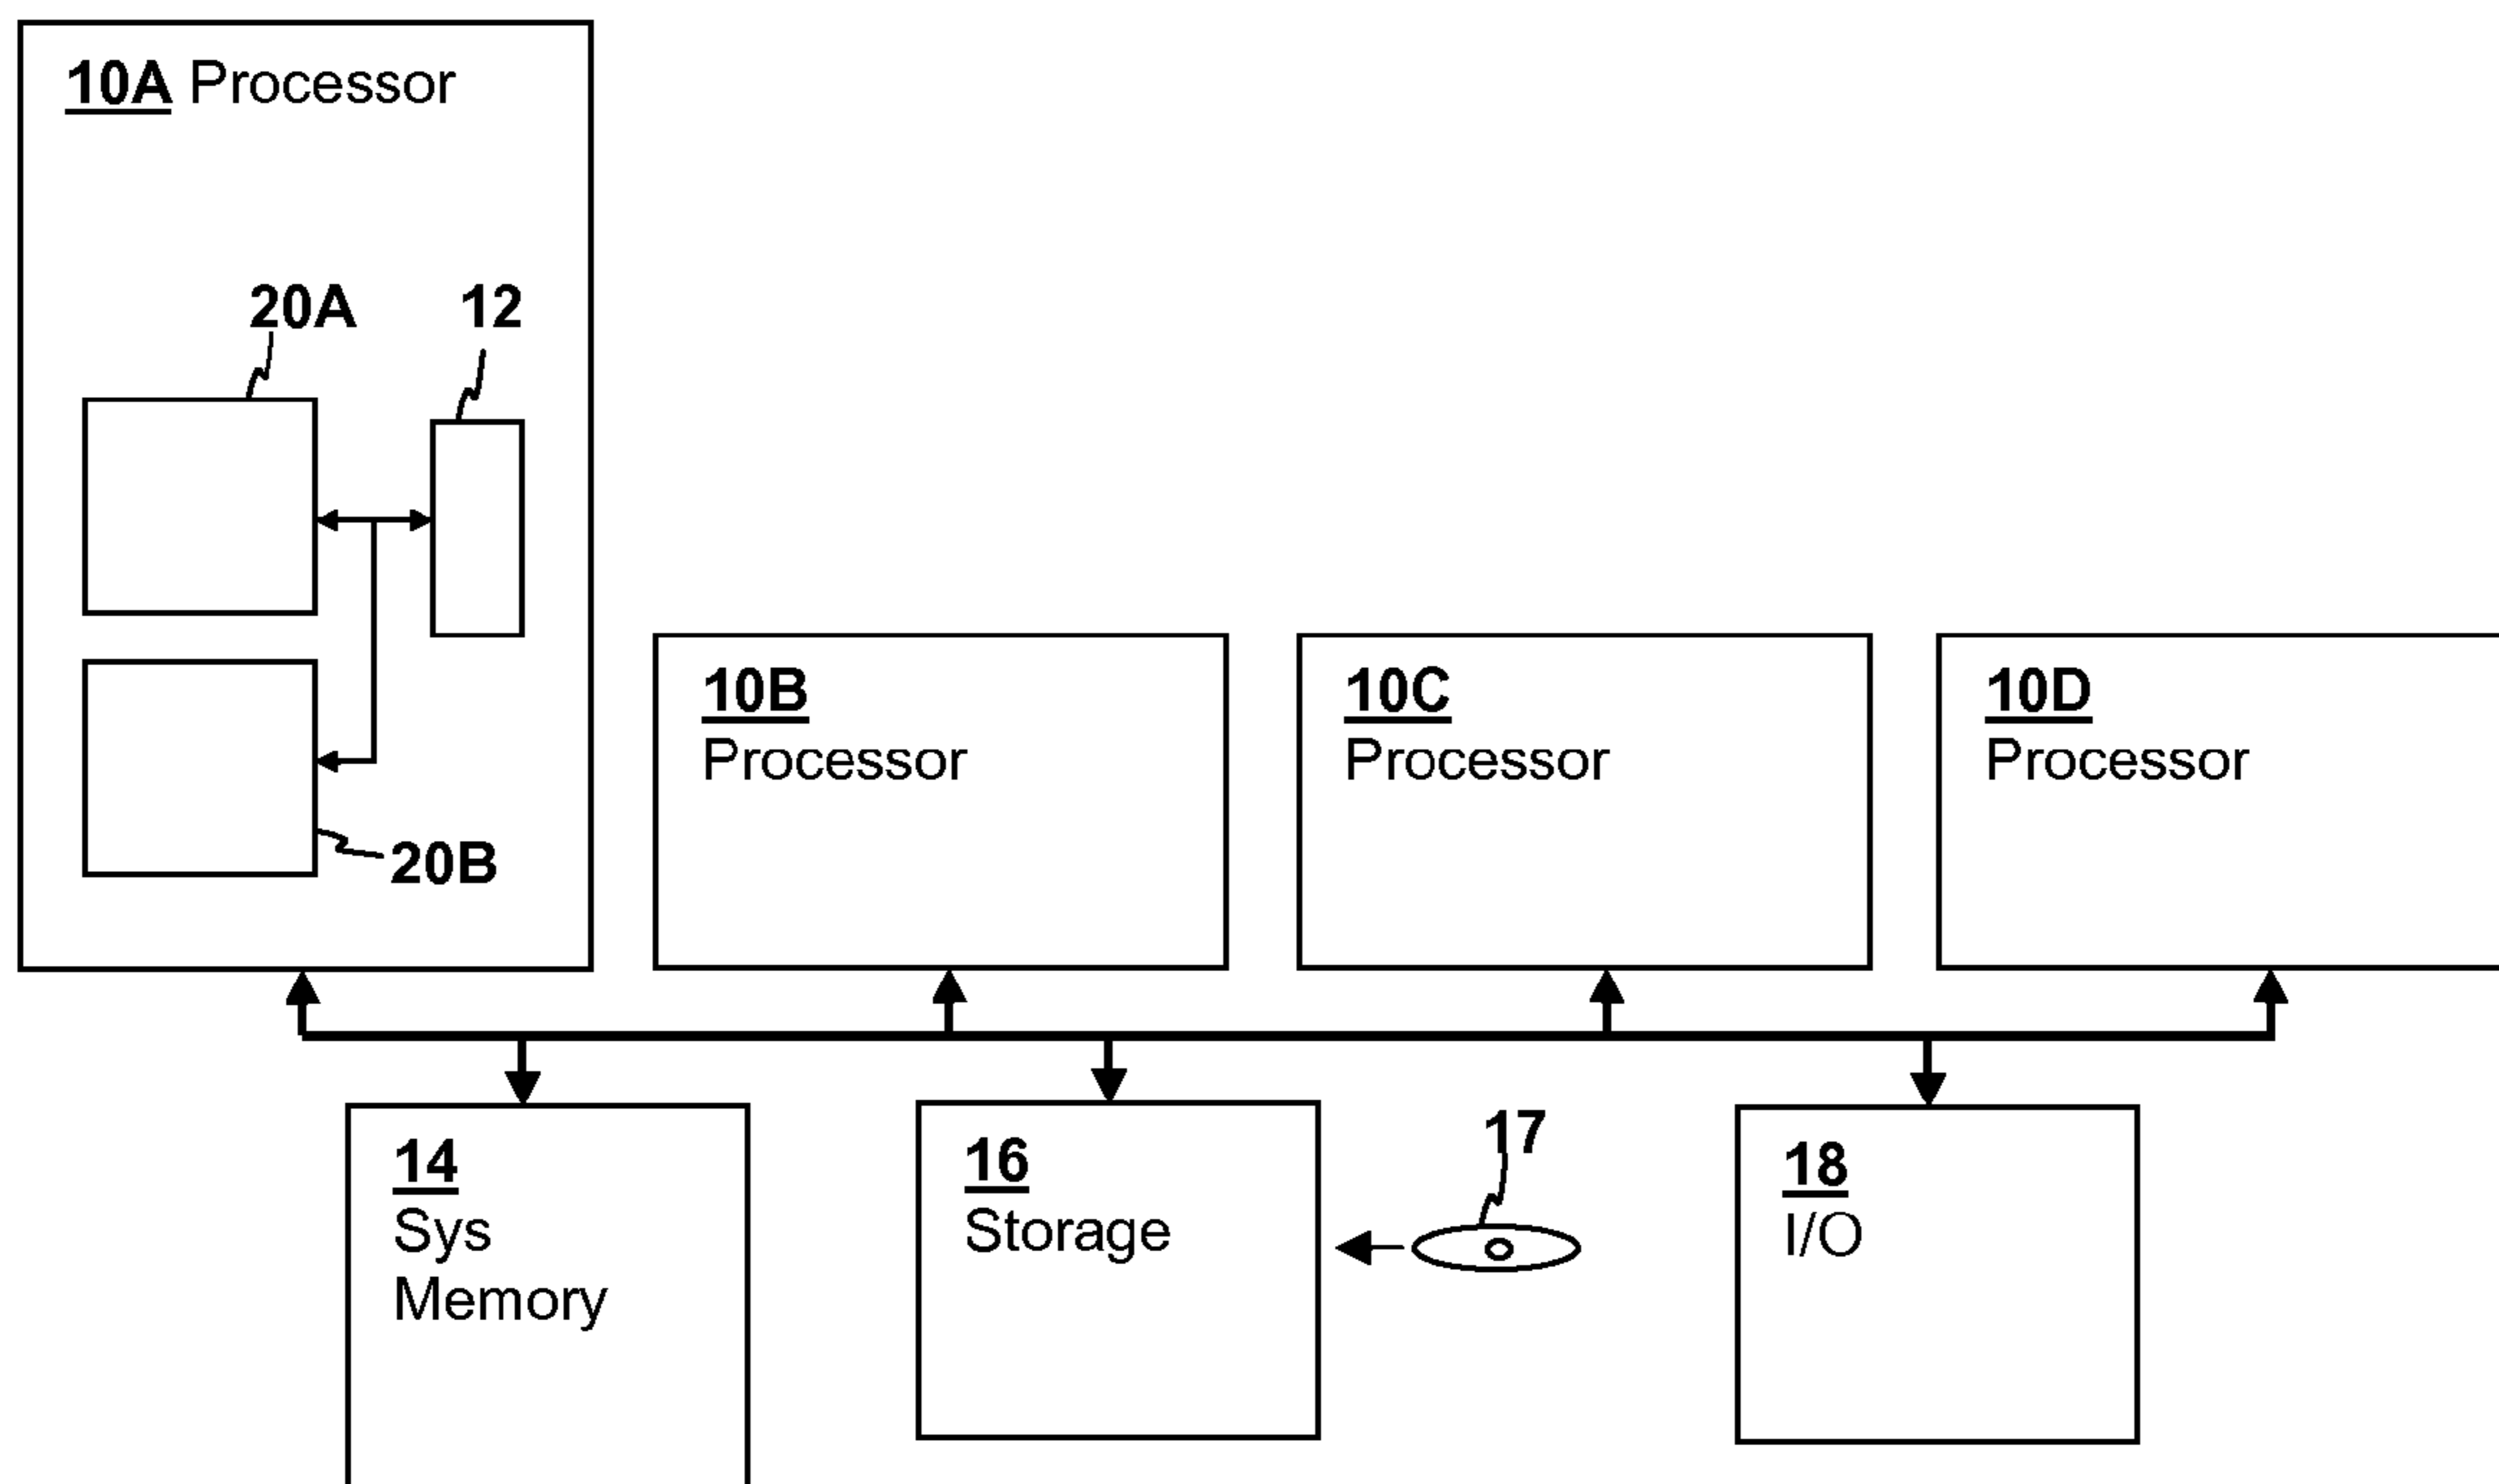 10A Processor
20A
12
20B
10B
Processor
10C
Processor
10D
Processor
14
Sys
Memory
16
Storage
17
18
I/O